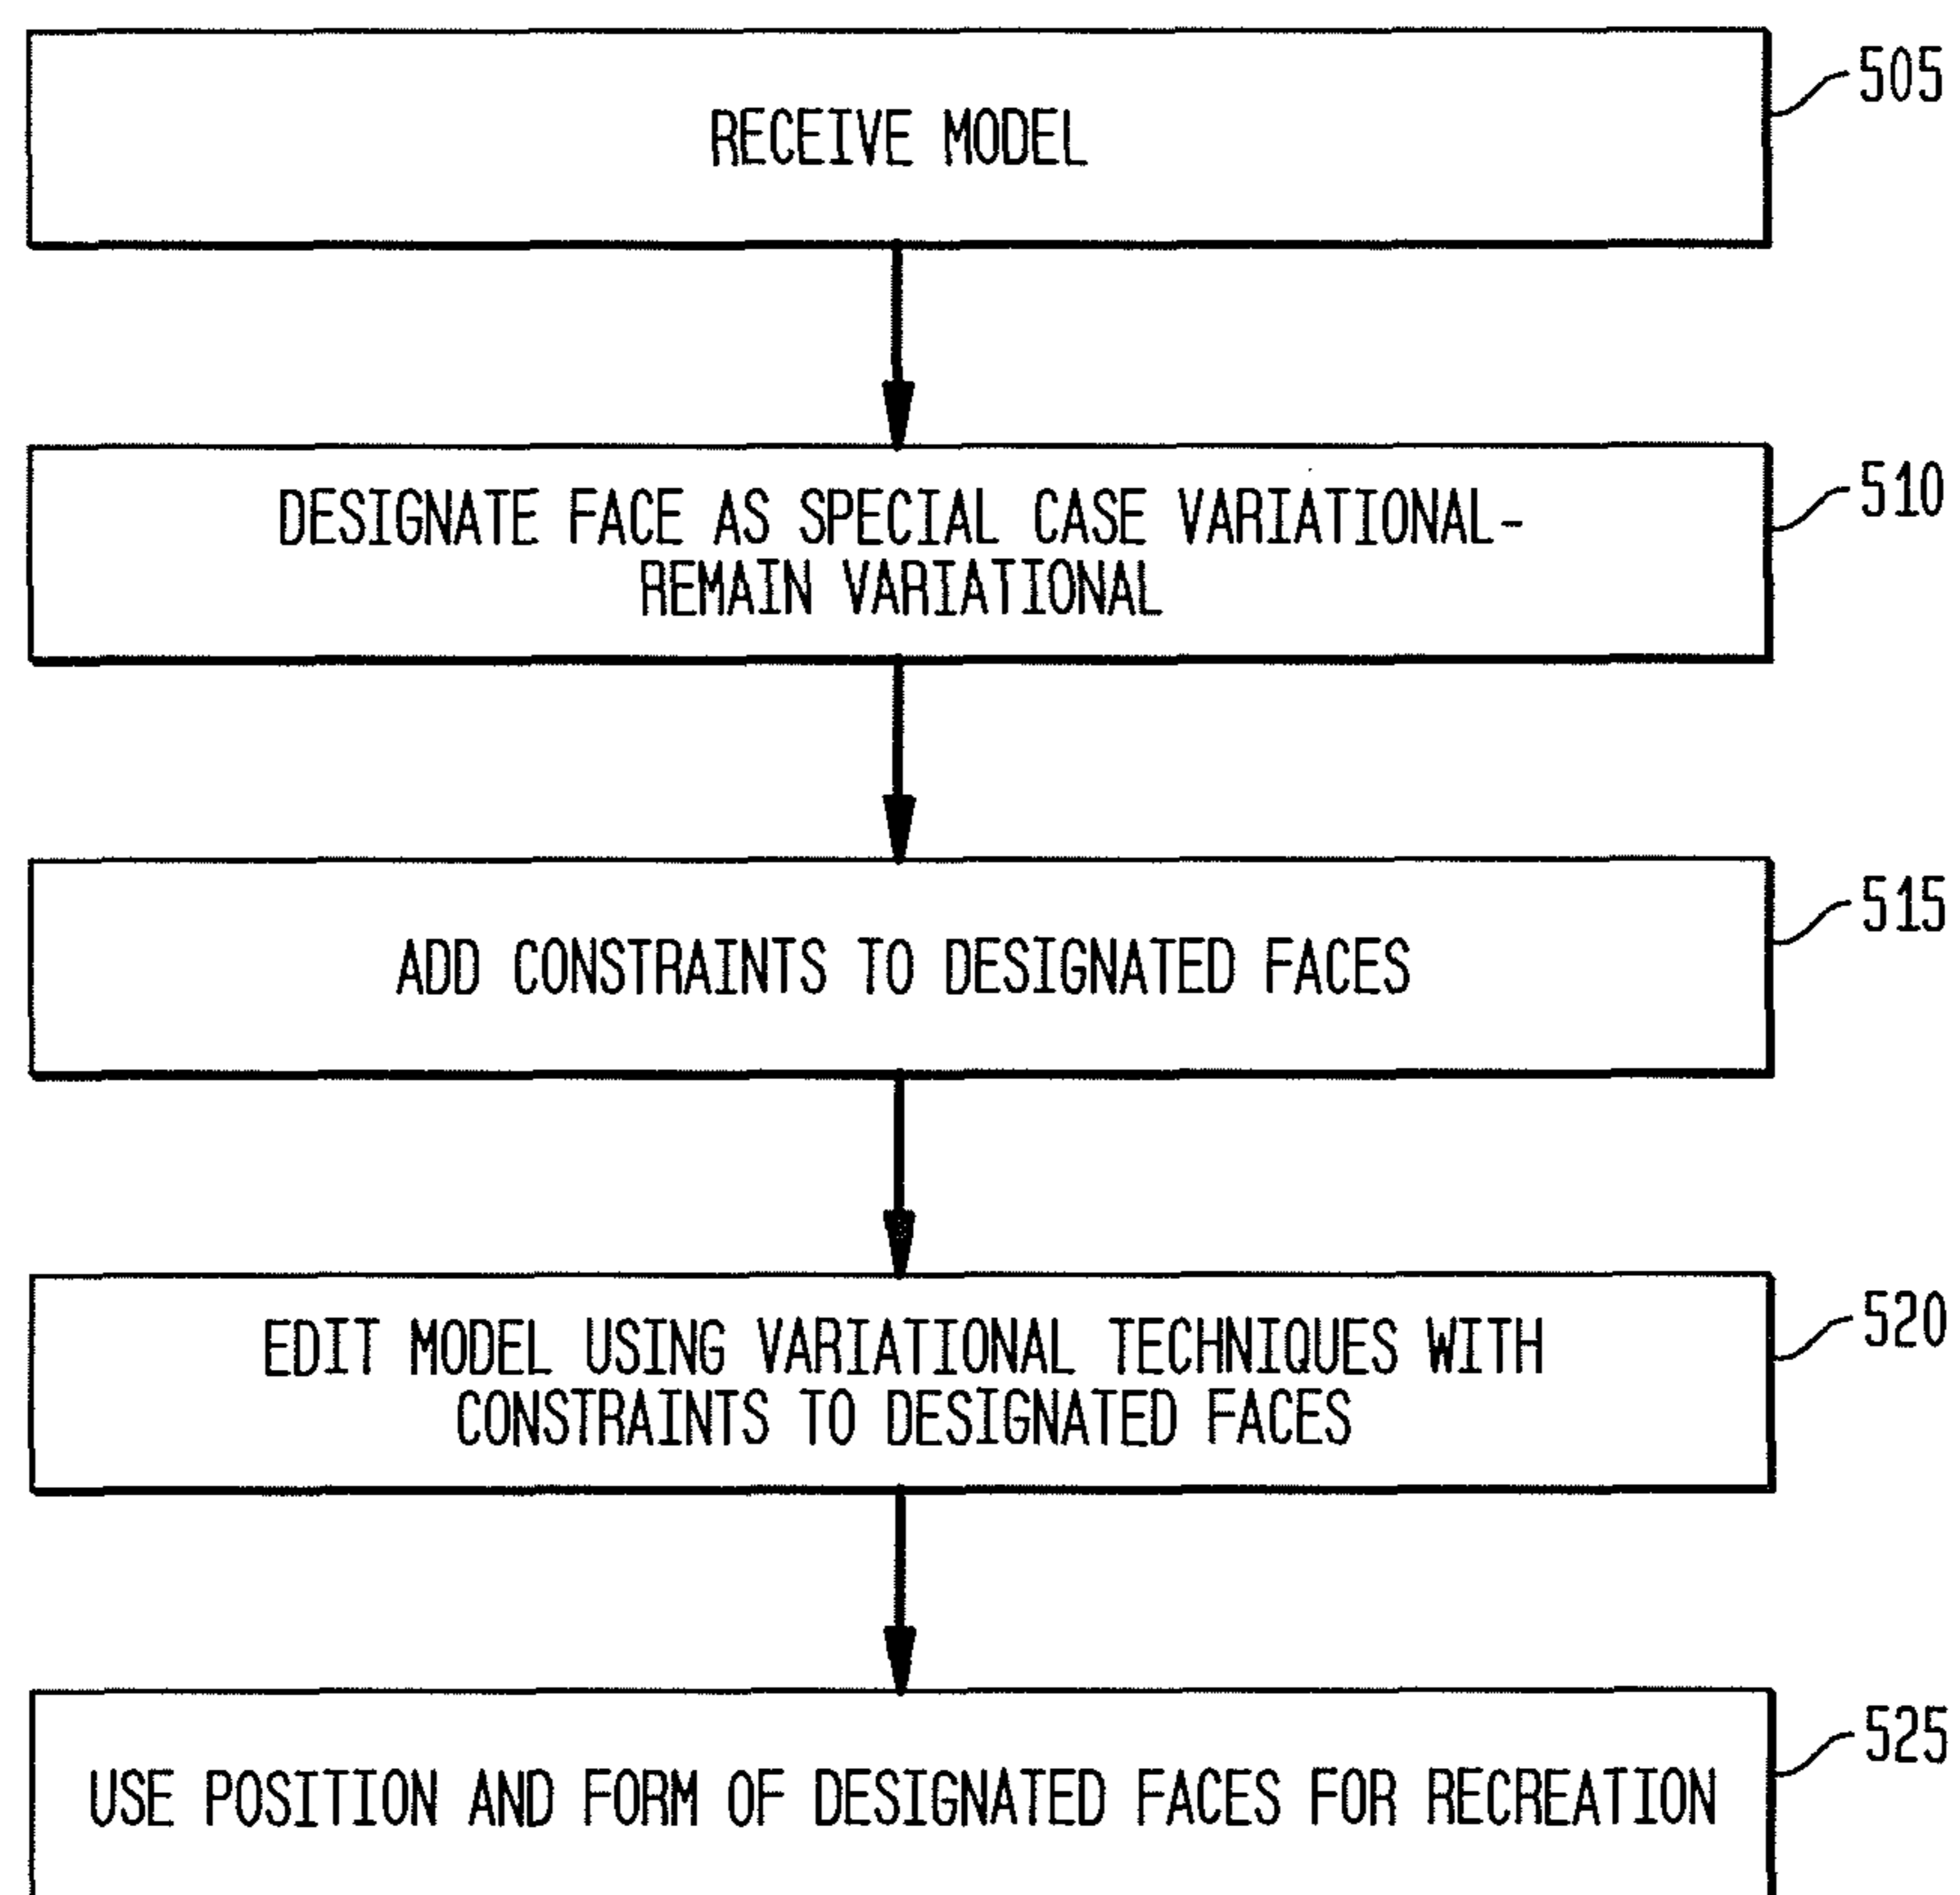 505
RECEIVE MODEL
510
DESIGNATE FACE AS SPECIAL CASE VARIATIONAL-
REMAIN VARIATIONAL
515
ADD CONSTRAINTS TO DESIGNATED FACES
520
EDIT MODEL USING VARIATIONAL TECHNIQUES WITH
CONSTRAINTS TO DESIGNATED FACES
525
USE POSITION AND FORM OF DESIGNATED FACES FOR RECREATION